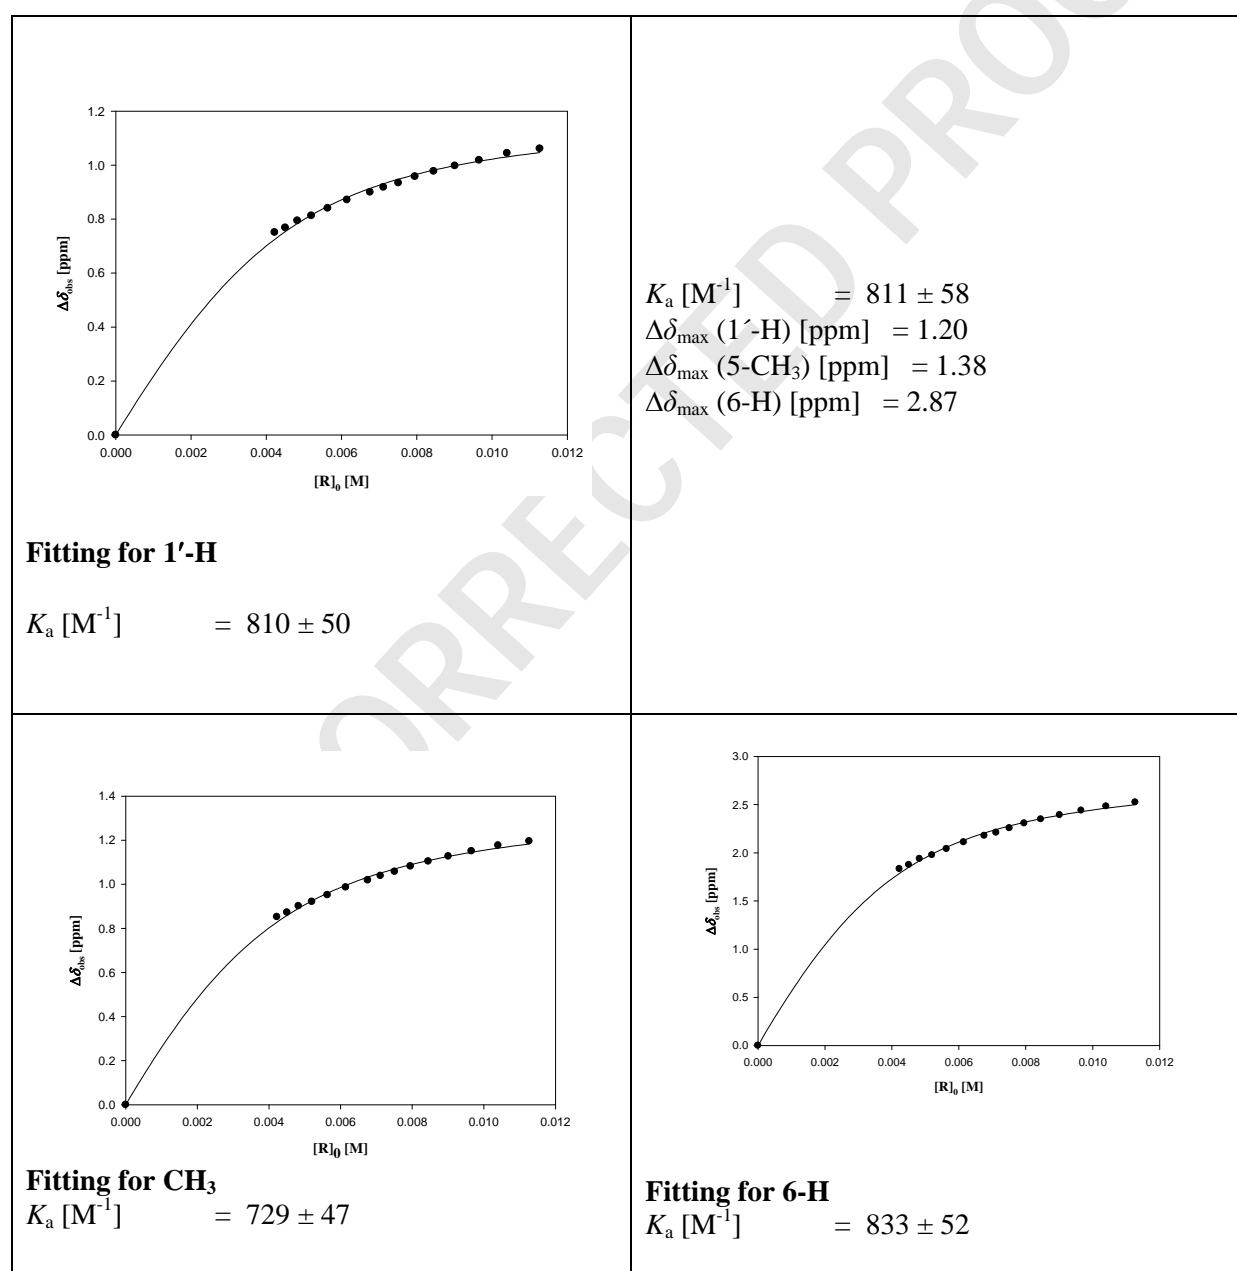 1.2
1.0
0.8
0.6
0.4
0.2
0.0
Δδobs [ppm]
0.000 0.002 0.004 0.006 0.008 0.010 0.012
[R]0 [M]
Fitting for 1′-H
Ka [M-1] = 810 ± 50
Ka [M-1] = 811 ± 58
Δδmax (1´-H) [ppm] = 1.20
Δδmax (5-CH3) [ppm] = 1.38
Δδmax (6-H) [ppm] = 2.87
1.4
1.2
1.0
0.8
0.6
0.4
0.2
0.0
Δδobs [ppm]
0.000 0.002 0.004 0.006 0.008 0.010 0.012
[R]0 [M]
Fitting for CH3
Ka [M-1] = 729 ± 47
3.0
2.5
2.0
1.5
1.0
0.5
0.0
Δδobs [ppm]
0.000 0.002 0.004 0.006 0.008 0.010 0.012
[R]0 [M]
Fitting for 6-H
Ka [M-1] = 833 ± 52
ORRECTED PRO